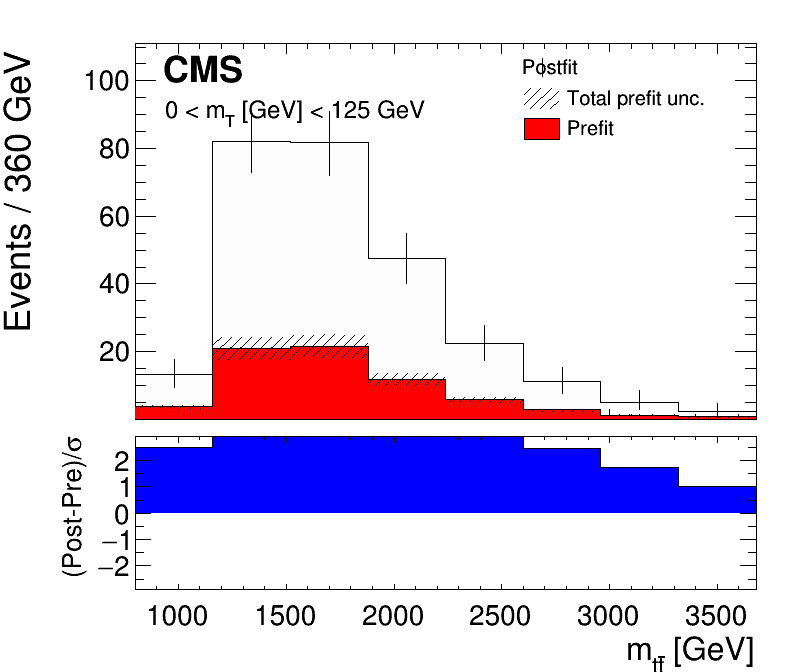 CMS
0 < m_T [GeV] < 125 GeV
Postfit
Total prefit unc.
Prefit
Events / 360 GeV
100
80
60
40
20
(Post-Pre)/σ
2
1
0
−1
−2
1000 1500 2000 2500 3000 3500
m_tt̄ [GeV]